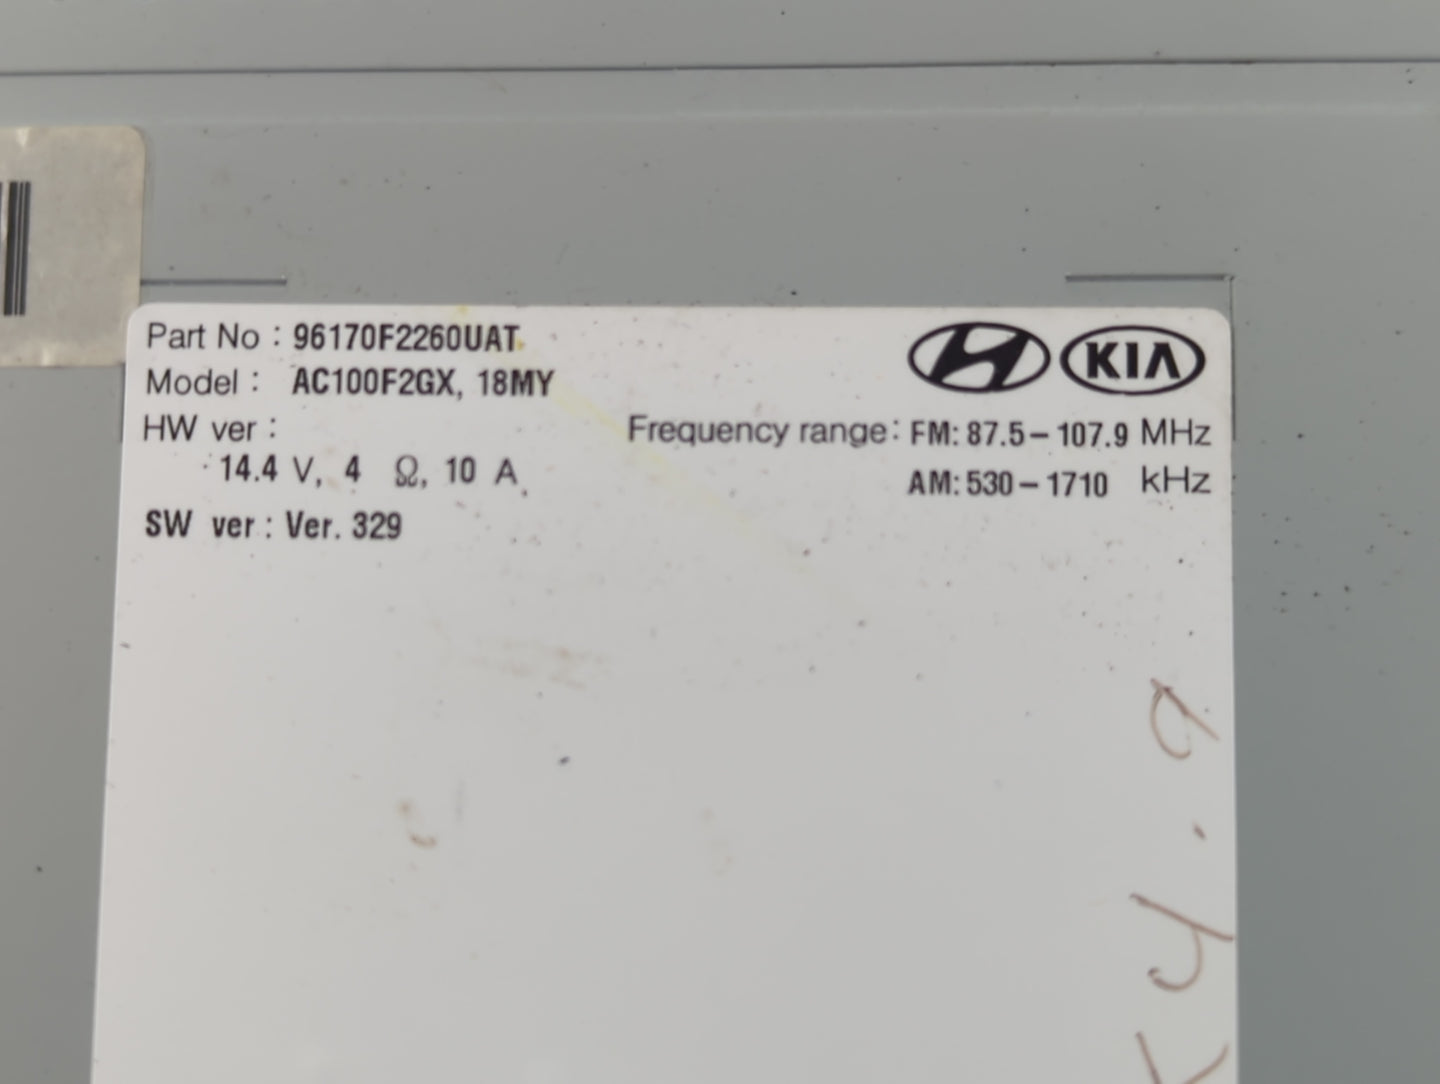 Part No : 96170F2260UAT
Model : AC100F2GX, 18MY
HW ver :
14.4 V, 4 Ω, 10 A
SW ver : Ver. 329
KIA
Frequency range: FM: 87.5 – 107.9 MHz
AM: 530 – 1710 kHz